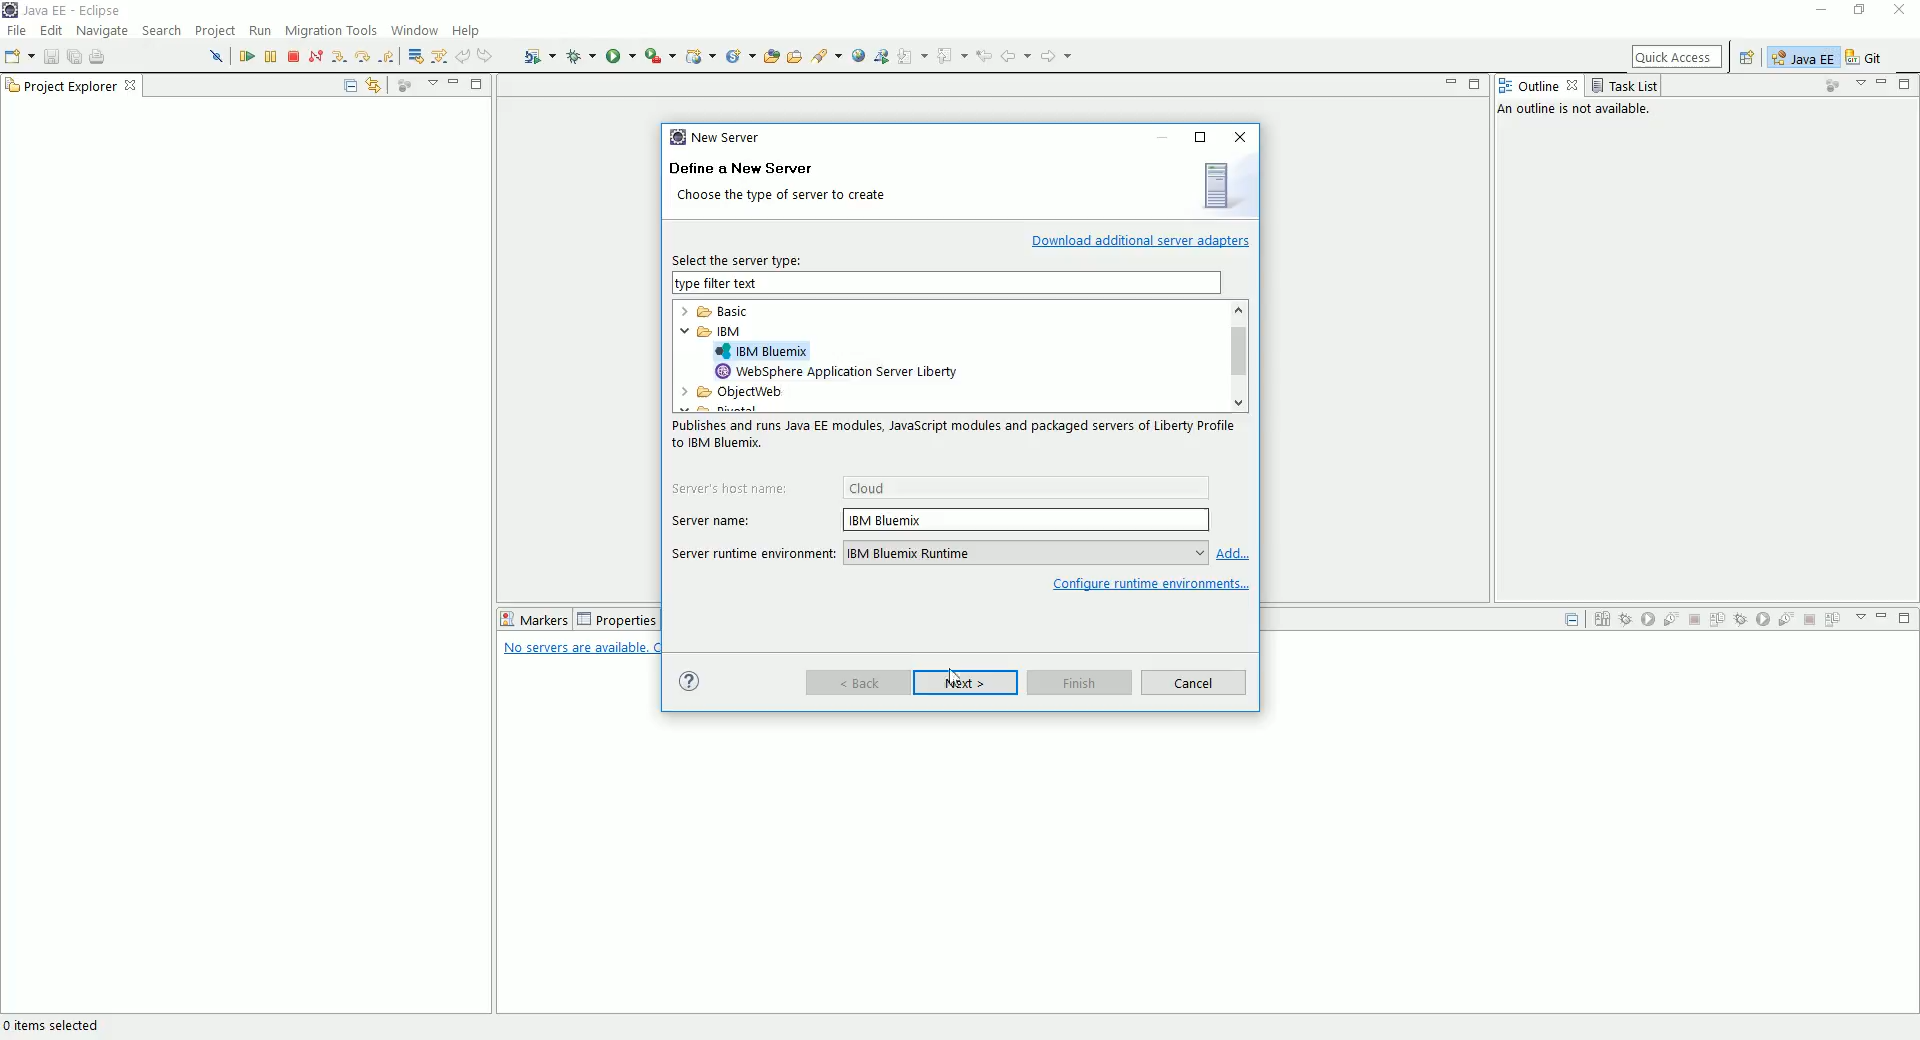 Java EE - Eclipse
File Edit Navigate Search Project Run Migration Tools Window Help
Quick Access
Java EE
Git
Project Explorer
Outline
Task List
An outline is not available.
New Server
Define a New Server
Choose the type of server to create
Download additional server adapters
Select the server type:
type filter text
Basic
IBM
IBM Bluemix
WebSphere Application Server Liberty
ObjectWeb
Pivotal
Publishes and runs Java EE modules, JavaScript modules and packaged servers of Liberty Profile
to IBM Bluemix.
Server's host name: Cloud
Server name: IBM Bluemix
Server runtime environment: IBM Bluemix Runtime Add...
Configure runtime environments...
Markers
Properties
No servers are available.
< Back
Next >
Finish
Cancel
0 items selected